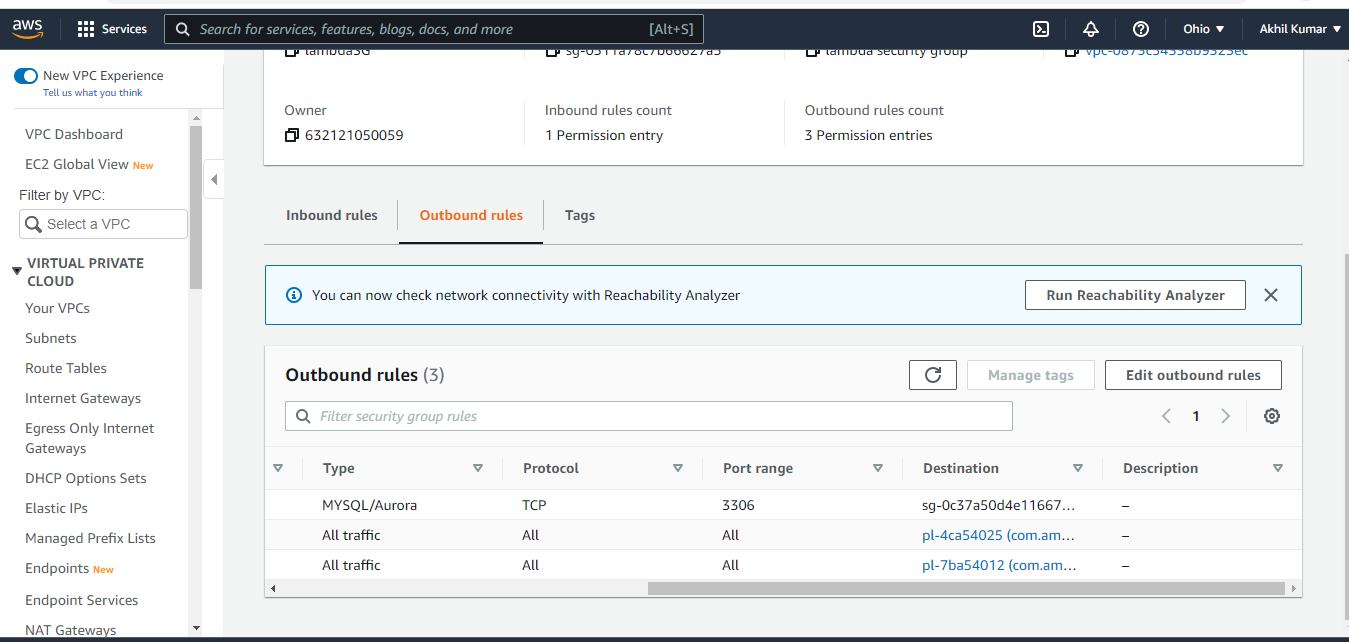 aws
Services
Search for services, features, blogs, docs, and more
[Alt+S]
Ohio
Akhil Kumar
New VPC Experience
Tell us what you think
VPC Dashboard
EC2 Global View New
Filter by VPC:
Select a VPC
VIRTUAL PRIVATE
CLOUD
Your VPCs
Subnets
Route Tables
Internet Gateways
Egress Only Internet
Gateways
DHCP Options Sets
Elastic IPs
Managed Prefix Lists
Endpoints New
Endpoint Services
NAT Gateways
lambdaSG
lambda security group
Owner
632121050059
Inbound rules count
1 Permission entry
Outbound rules count
3 Permission entries
Inbound rules
Outbound rules
Tags
You can now check network connectivity with Reachability Analyzer
Run Reachability Analyzer
Outbound rules (3)
Manage tags
Edit outbound rules
Filter security group rules
1
Type Protocol Port range Destination Description
MYSQL/Aurora TCP 3306 sg-0c37a50d4e11667... –
All traffic All All pl-4ca54025 (com.am... –
All traffic All All pl-7ba54012 (com.am... –